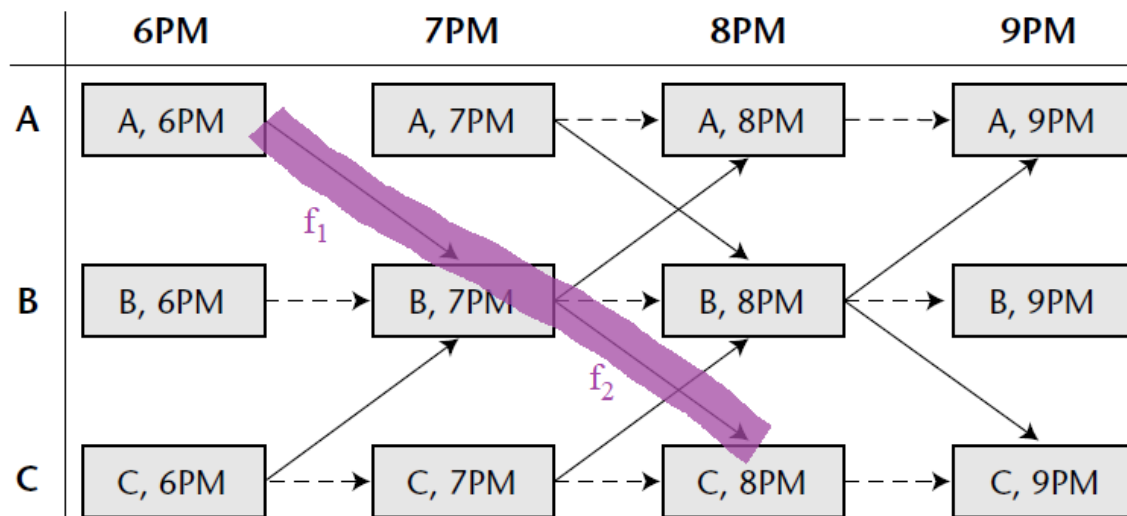 6PM 7PM 8PM 9PM
A A, 6PM A, 7PM A, 8PM A, 9PM
f₁
B B, 6PM B, 7PM B, 8PM B, 9PM
f₂
C C, 6PM C, 7PM C, 8PM C, 9PM